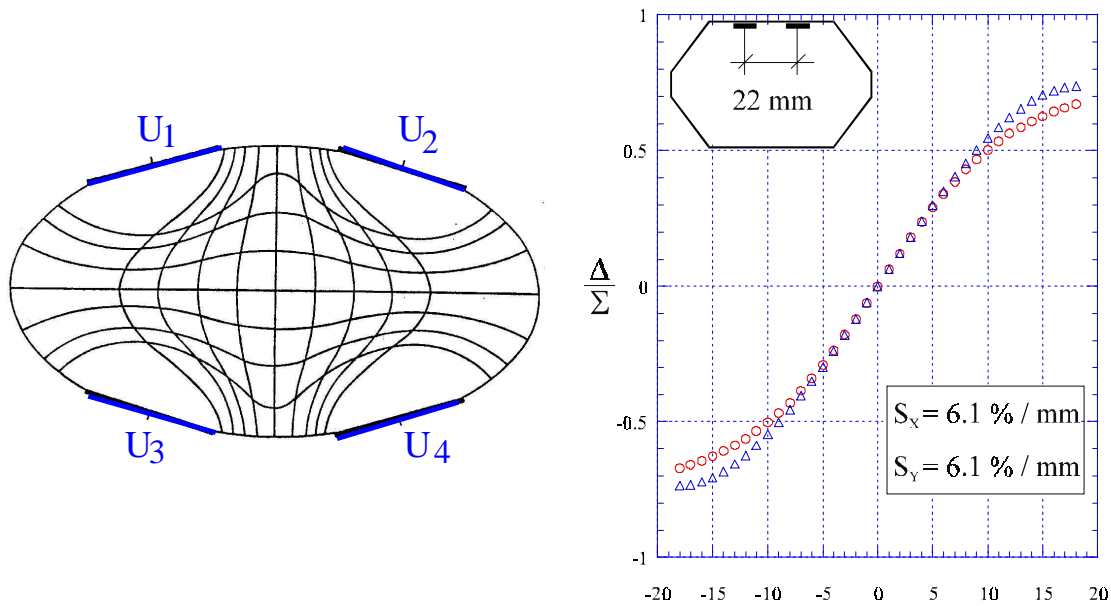 U1
U2
U3
U4
1
0.5
0
-0.5
-1
Δ
Σ
22 mm
SX = 6.1 % / mm
SY = 6.1 % / mm
-20 -15 -10 -5 0 5 10 15 20